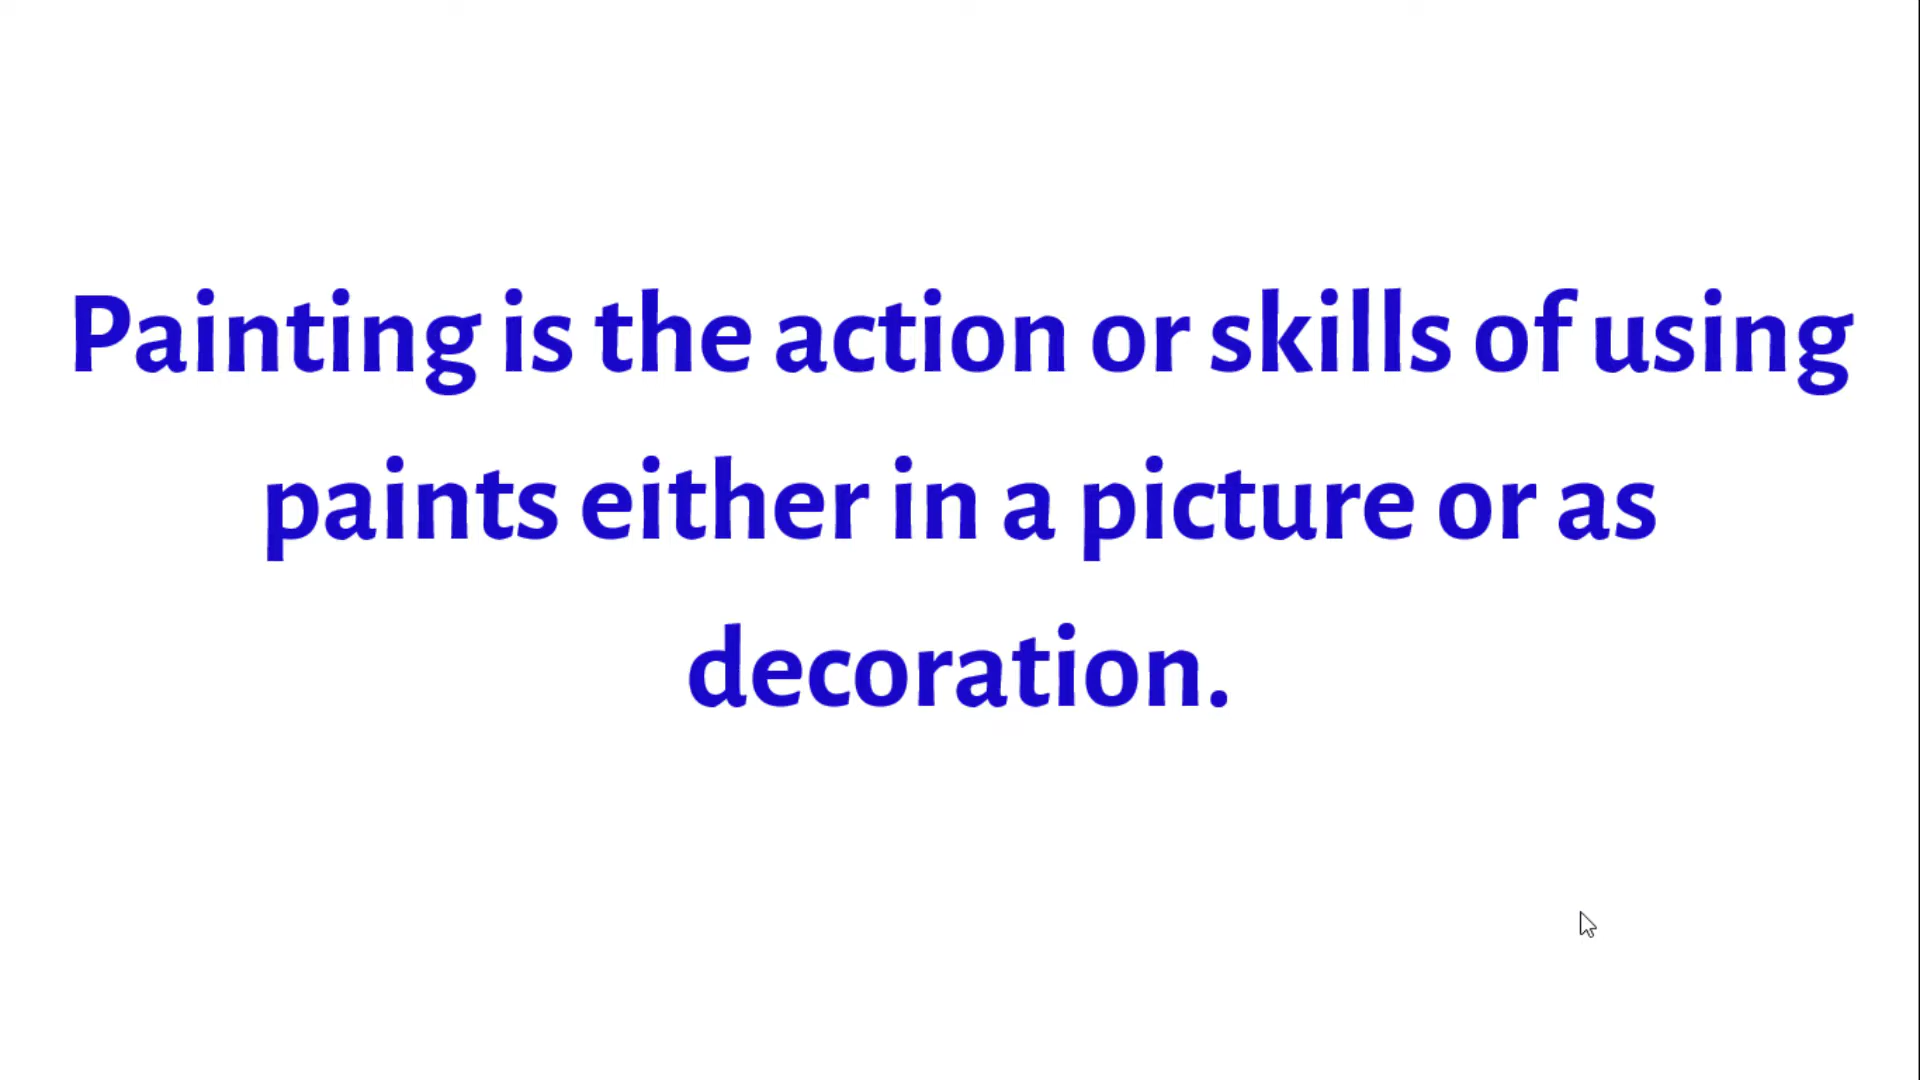 Painting is the action or skills of using
paints either in a picture or as
decoration.